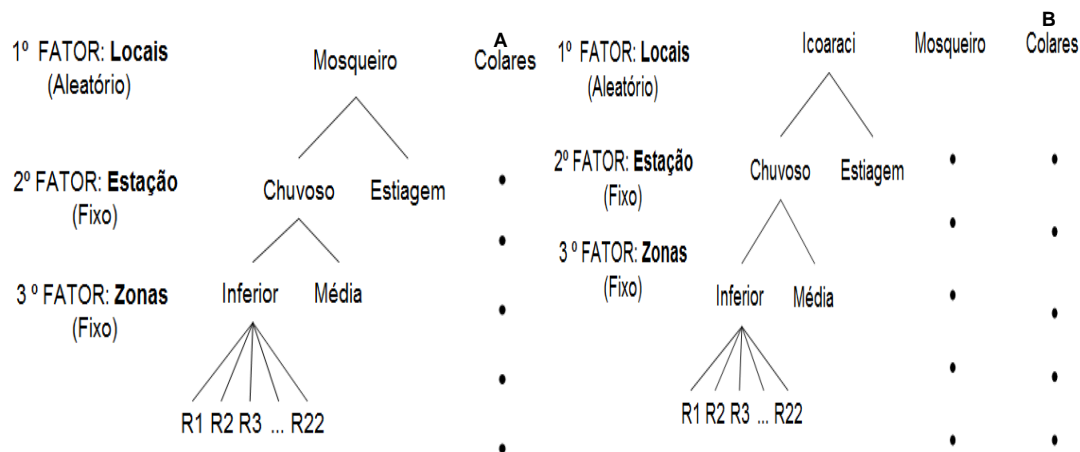 A
1º FATOR: Locais
(Aleatório)
Mosqueiro
Colares
2º FATOR: Estação
(Fixo)
Chuvoso
Estiagem
3 º FATOR: Zonas
(Fixo)
Inferior
Média
R1 R2 R3 ... R22
B
1º FATOR: Locais
(Aleatório)
Icoaraci
Mosqueiro
Colares
2º FATOR: Estação
(Fixo)
Chuvoso
Estiagem
3 º FATOR: Zonas
(Fixo)
Inferior
Média
R1 R2 R3 ... R22